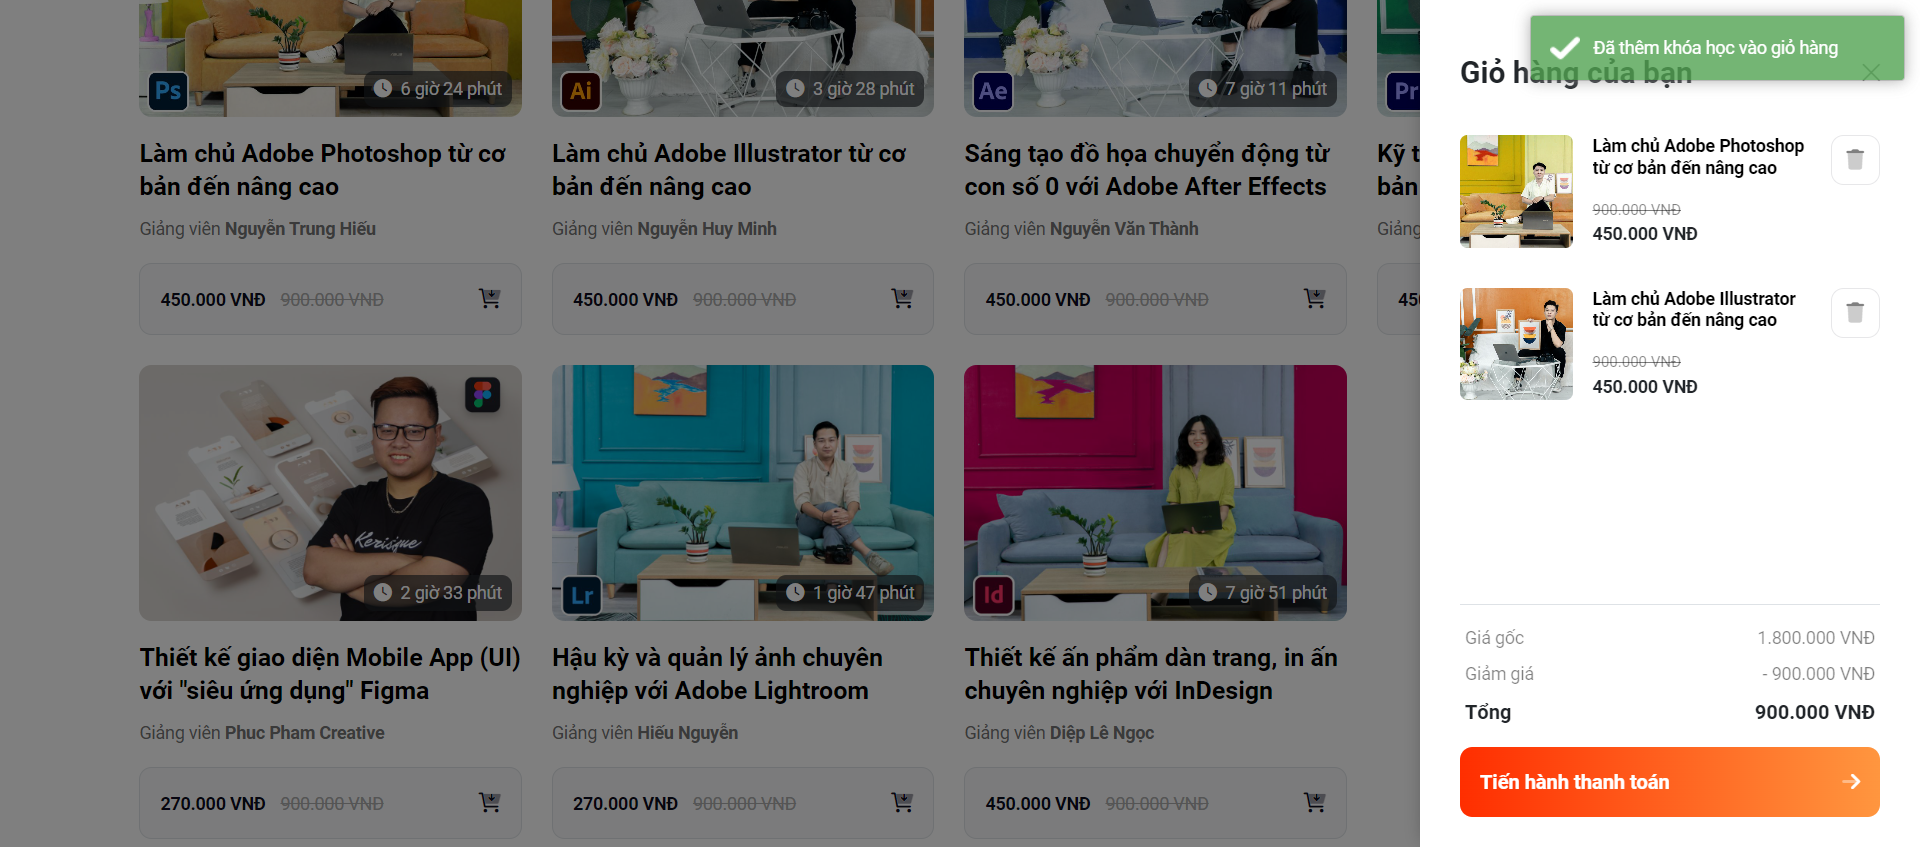 Ps
6 giờ 24 phút
Làm chủ Adobe Photoshop từ cơ
bản đến nâng cao
Giảng viên Nguyễn Trung Hiếu
450.000 VNĐ 900.000 VNĐ
Ai
3 giờ 28 phút
Làm chủ Adobe Illustrator từ cơ
bản đến nâng cao
Giảng viên Nguyễn Huy Minh
450.000 VNĐ 900.000 VNĐ
Ae
7 giờ 11 phút
Sáng tạo đồ họa chuyển động từ
con số 0 với Adobe After Effects
Giảng viên Nguyễn Văn Thành
450.000 VNĐ 900.000 VNĐ
Pr
Kỹ t
bản
Giảng
450
Kerisque
2 giờ 33 phút
Thiết kế giao diện Mobile App (UI)
với "siêu ứng dụng" Figma
Giảng viên Phuc Pham Creative
270.000 VNĐ 900.000 VNĐ
Lr
1 giờ 47 phút
Hậu kỳ và quản lý ảnh chuyên
nghiệp với Adobe Lightroom
Giảng viên Hiếu Nguyễn
270.000 VNĐ 900.000 VNĐ
Id
7 giờ 51 phút
Thiết kế ấn phẩm dàn trang, in ấn
chuyên nghiệp với InDesign
Giảng viên Diệp Lê Ngọc
450.000 VNĐ 900.000 VNĐ
Đã thêm khóa học vào giỏ hàng
Giỏ hàng của bạn
Làm chủ Adobe Photoshop
từ cơ bản đến nâng cao
900.000 VNĐ
450.000 VNĐ
Làm chủ Adobe Illustrator
từ cơ bản đến nâng cao
900.000 VNĐ
450.000 VNĐ
Giá gốc 1.800.000 VNĐ
Giảm giá - 900.000 VNĐ
Tổng 900.000 VNĐ
Tiến hành thanh toán